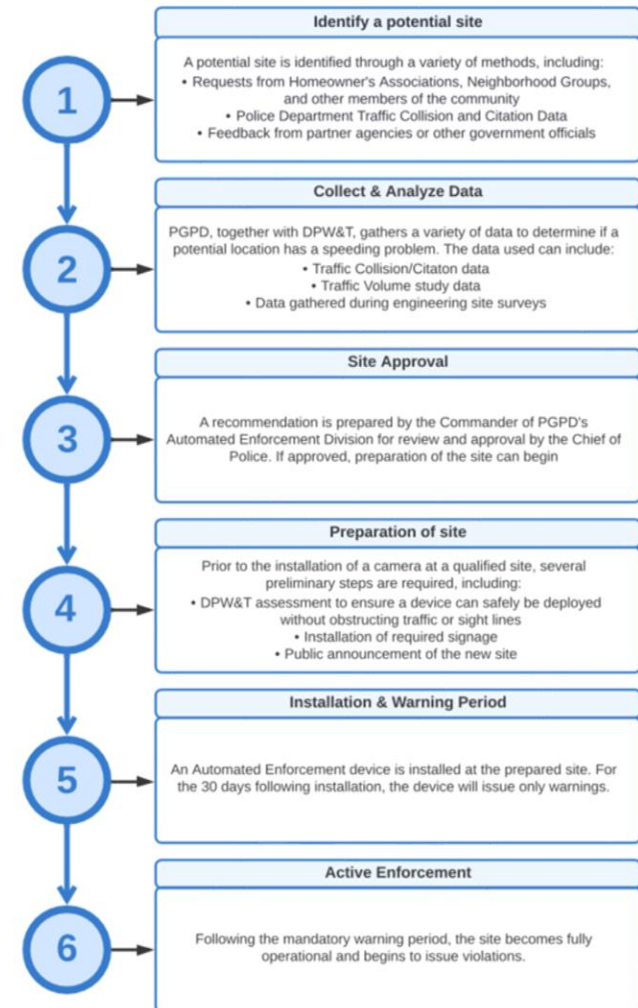 Identify a potential site
1
A potential site is identified through a variety of methods, including:
• Requests from Homeowner's Associations, Neighborhood Groups,
and other members of the community
• Police Department Traffic Collision and Citation Data
• Feedback from partner agencies or other government officials
Collect & Analyze Data
2
PGPD, together with DPW&T, gathers a variety of data to determine if a
potential location has a speeding problem. The data used can include:
• Traffic Collision/Citaton data
• Traffic Volume study data
• Data gathered during engineering site surveys
Site Approval
3
A recommendation is prepared by the Commander of PGPD's
Automated Enforcement Division for review and approval by the Chief of
Police. If approved, preparation of the site can begin
Preparation of site
4
Prior to the installation of a camera at a qualified site, several
preliminary steps are required, including:
• DPW&T assessment to ensure a device can safely be deployed
without obstructing traffic or sight lines
• Installation of required signage
• Public announcement of the new site
Installation & Warning Period
5
An Automated Enforcement device is installed at the prepared site. For
the 30 days following installation, the device will issue only warnings.
Active Enforcement
6
Following the mandatory warning period, the site becomes fully
operational and begins to issue violations.